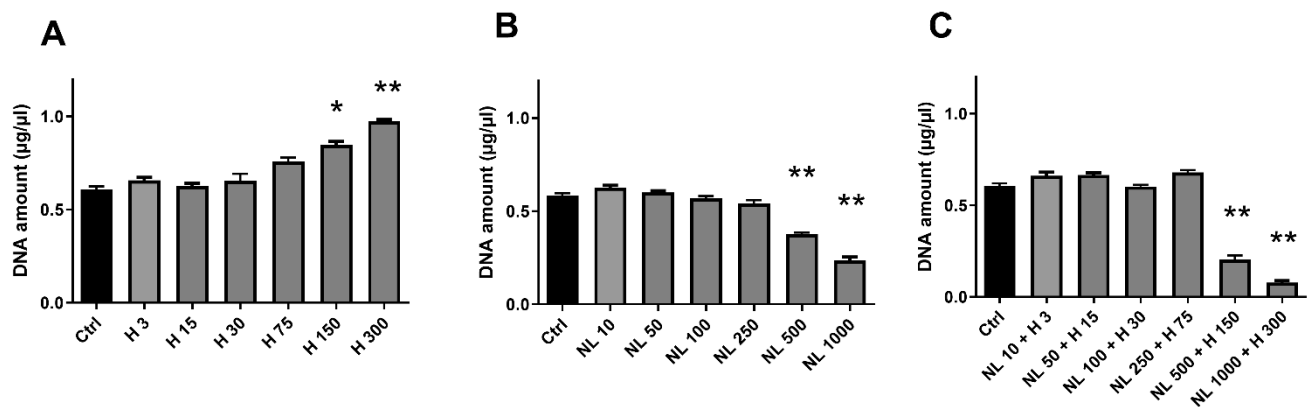 A
DNA amount (µg/µl)
1.0
0.5
0.0
*
**
Ctrl
H 3
H 15
H 30
H 75
H 150
H 300
B
DNA amount (µg/µl)
1.0
0.5
0.0
**
**
Ctrl
NL 10
NL 50
NL 100
NL 250
NL 500
NL 1000
C
DNA amount (µg/µl)
1.0
0.5
0.0
**
**
Ctrl
NL 10 + H 3
NL 50 + H 15
NL 100 + H 30
NL 250 + H 75
NL 500 + H 150
NL 1000 + H 300